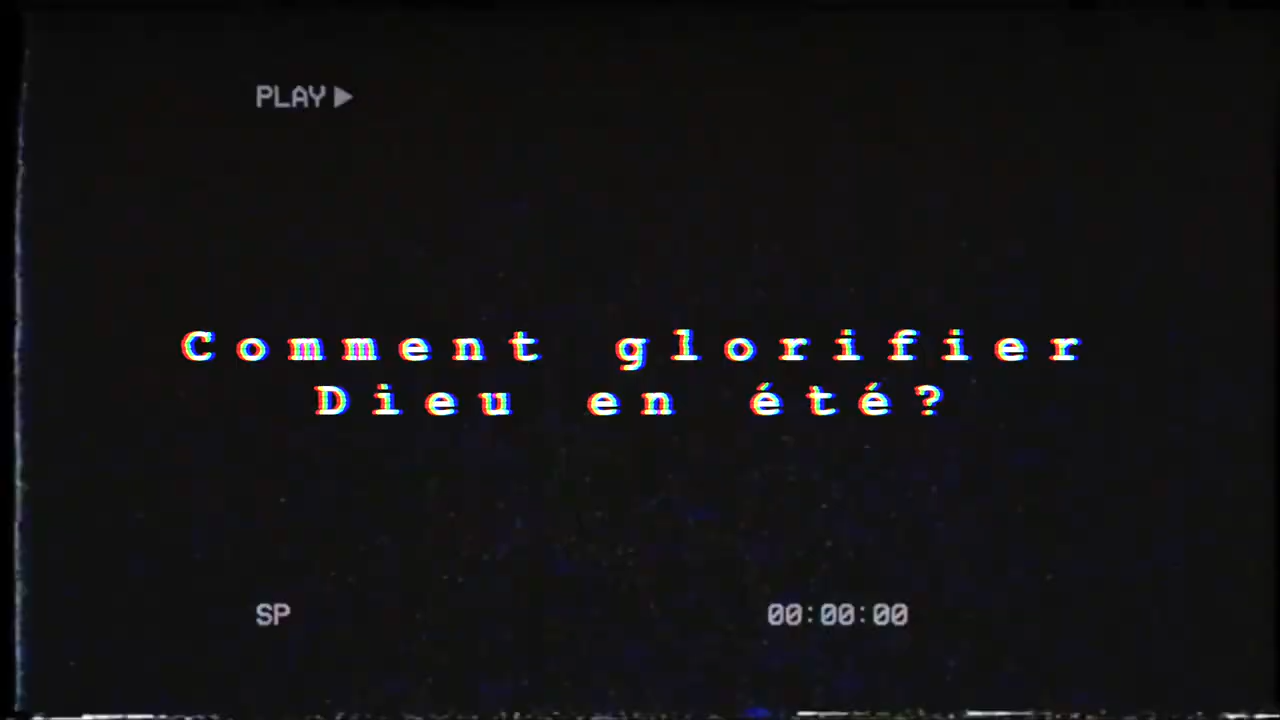 PLAY
Comment glorifier
Dieu en été?
SP 00:00:00